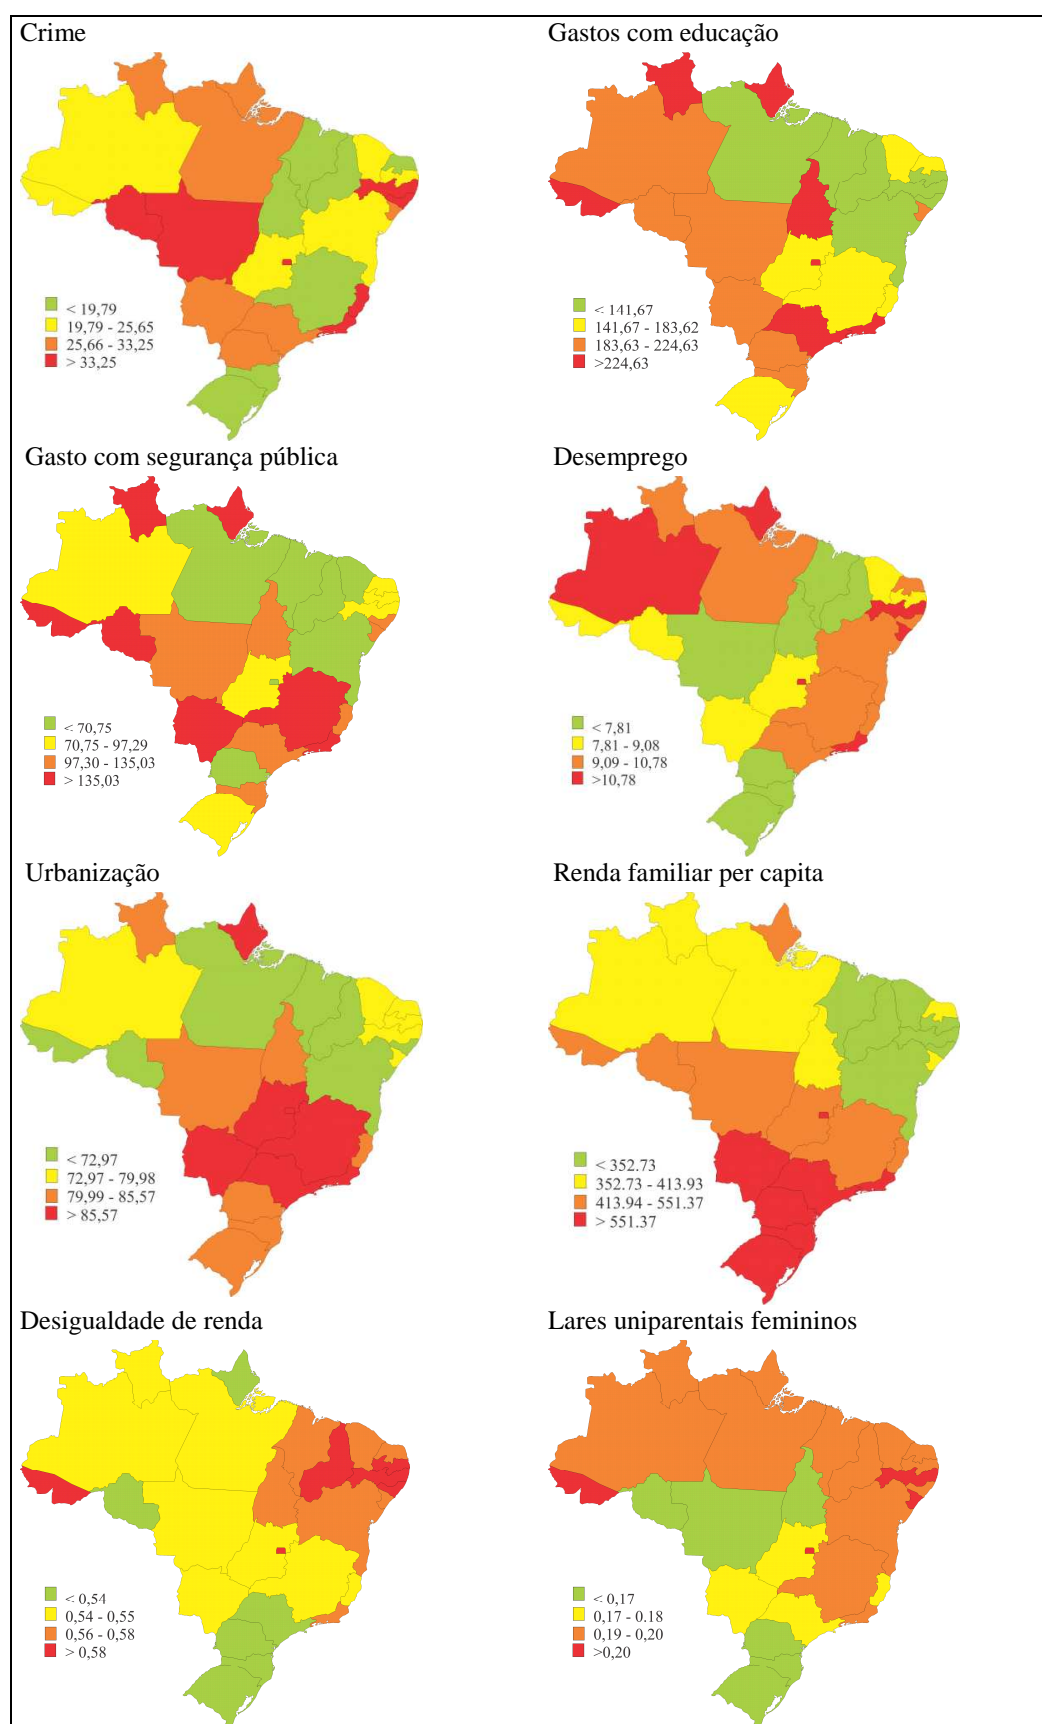 Crime
Gastos com educação
< 19,79
19,79 - 25,65
25,66 - 33,25
> 33,25
< 141,67
141,67 - 183,62
183,63 - 224,63
>224,63
Gasto com segurança pública
Desemprego
< 70,75
70,75 - 97,29
97,30 - 135,03
> 135,03
< 7,81
7,81 - 9,08
9,09 - 10,78
>10,78
Urbanização
Renda familiar per capita
< 72,97
72,97 - 79,98
79,99 - 85,57
> 85,57
< 352.73
352.73 - 413.93
413.94 - 551.37
> 551.37
Desigualdade de renda
Lares uniparentais femininos
< 0,54
0,54 - 0,55
0,56 - 0,58
> 0,58
< 0,17
0,17 - 0.18
0,19 - 0,20
>0,20